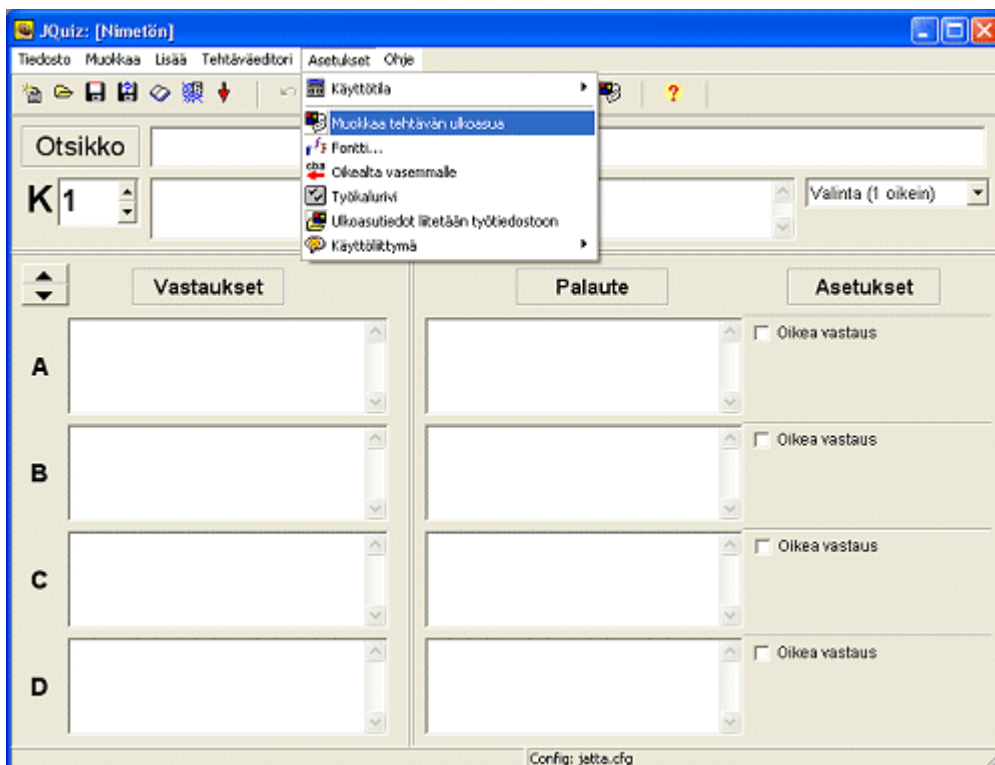 JQuiz: [Nimetön]
Tiedosto Muokkaa Lisää Tehtäväeditori Asetukset Ohje
Käyttötila
Muokkaa tehtävän ulkoasua
Fontti...
Oikealta vasemmalle
Työkalurivi
Ulkoasutiedot liitetään työtiedostoon
Käyttöliittymä
?
Otsikko
K 1 Valinta (1 oikein)
Vastaukset Palaute Asetukset
A Oikea vastaus
B Oikea vastaus
C Oikea vastaus
D Oikea vastaus
Config: jatta.cfg